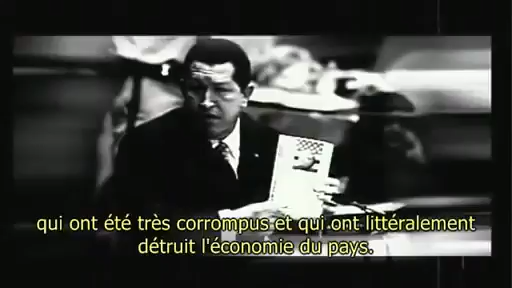 qui ont été très corrompus et qui ont littéralement
détruit l'économie du pays.